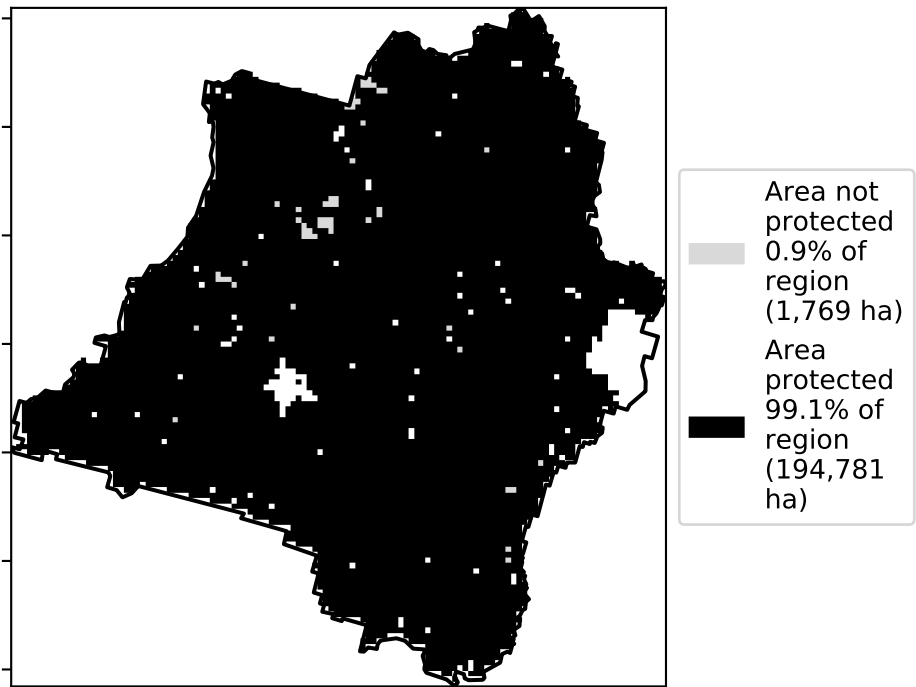 Area not
protected
0.9% of
region
(1,769 ha)
Area
protected
99.1% of
region
(194,781
ha)